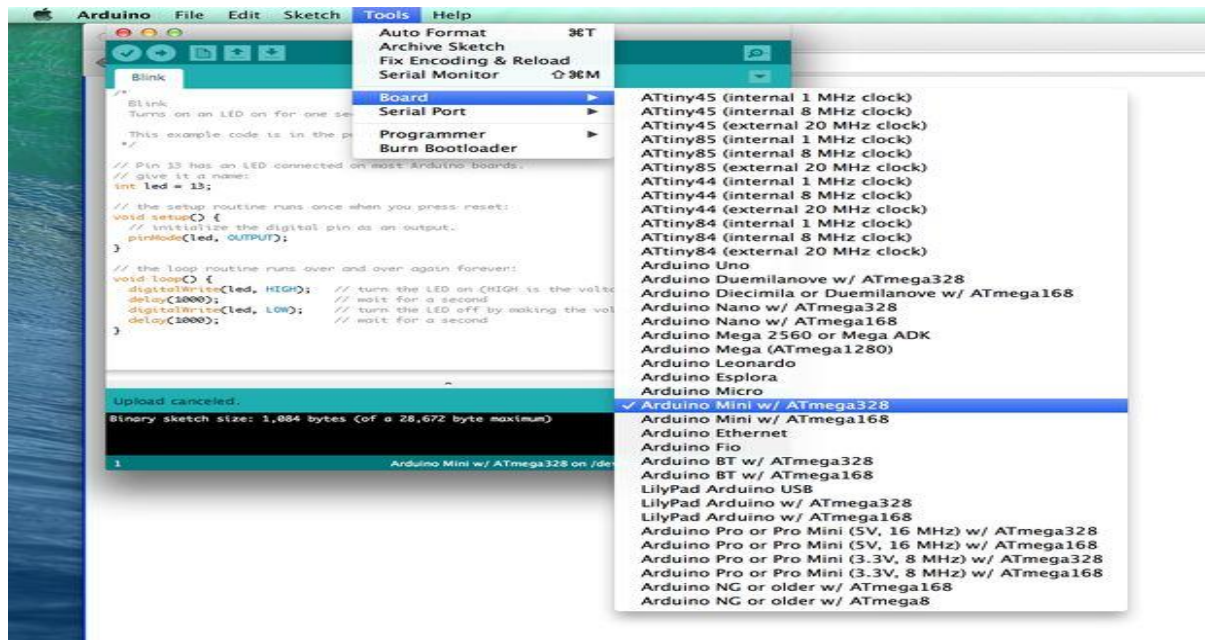 Arduino File Edit Sketch Tools Help
Auto Format ⌘T
Archive Sketch
Fix Encoding & Reload
Serial Monitor ⇧⌘M
Board
Serial Port
Programmer
Burn Bootloader
Blink
/*
Blink
Turns on an LED on for one se
This example code is in the p
*/
// Pin 13 has an LED connected on most Arduino boards.
// give it a name:
int led = 13;
// the setup routine runs once when you press reset:
void setup() {
// initialize the digital pin as an output.
pinMode(led, OUTPUT);
}
// the loop routine runs over and over again forever:
void loop() {
digitalWrite(led, HIGH); // turn the LED on (HIGH is the volta
delay(1000); // wait for a second
digitalWrite(led, LOW); // turn the LED off by making the vol
delay(1000); // wait for a second
}
Upload canceled.
Binary sketch size: 1,084 bytes (of a 28,672 byte maximum)
1 Arduino Mini w/ ATmega328 on /dev
ATtiny45 (internal 1 MHz clock)
ATtiny45 (internal 8 MHz clock)
ATtiny45 (external 20 MHz clock)
ATtiny85 (internal 1 MHz clock)
ATtiny85 (internal 8 MHz clock)
ATtiny85 (external 20 MHz clock)
ATtiny44 (internal 1 MHz clock)
ATtiny44 (internal 8 MHz clock)
ATtiny44 (external 20 MHz clock)
ATtiny84 (internal 1 MHz clock)
ATtiny84 (internal 8 MHz clock)
ATtiny84 (external 20 MHz clock)
Arduino Uno
Arduino Duemilanove w/ ATmega328
Arduino Diecimila or Duemilanove w/ ATmega168
Arduino Nano w/ ATmega328
Arduino Nano w/ ATmega168
Arduino Mega 2560 or Mega ADK
Arduino Mega (ATmega1280)
Arduino Leonardo
Arduino Esplora
Arduino Micro
✓ Arduino Mini w/ ATmega328
Arduino Mini w/ ATmega168
Arduino Ethernet
Arduino Fio
Arduino BT w/ ATmega328
Arduino BT w/ ATmega168
LilyPad Arduino USB
LilyPad Arduino w/ ATmega328
LilyPad Arduino w/ ATmega168
Arduino Pro or Pro Mini (5V, 16 MHz) w/ ATmega328
Arduino Pro or Pro Mini (5V, 16 MHz) w/ ATmega168
Arduino Pro or Pro Mini (3.3V, 8 MHz) w/ ATmega328
Arduino Pro or Pro Mini (3.3V, 8 MHz) w/ ATmega168
Arduino NG or older w/ ATmega168
Arduino NG or older w/ ATmega8